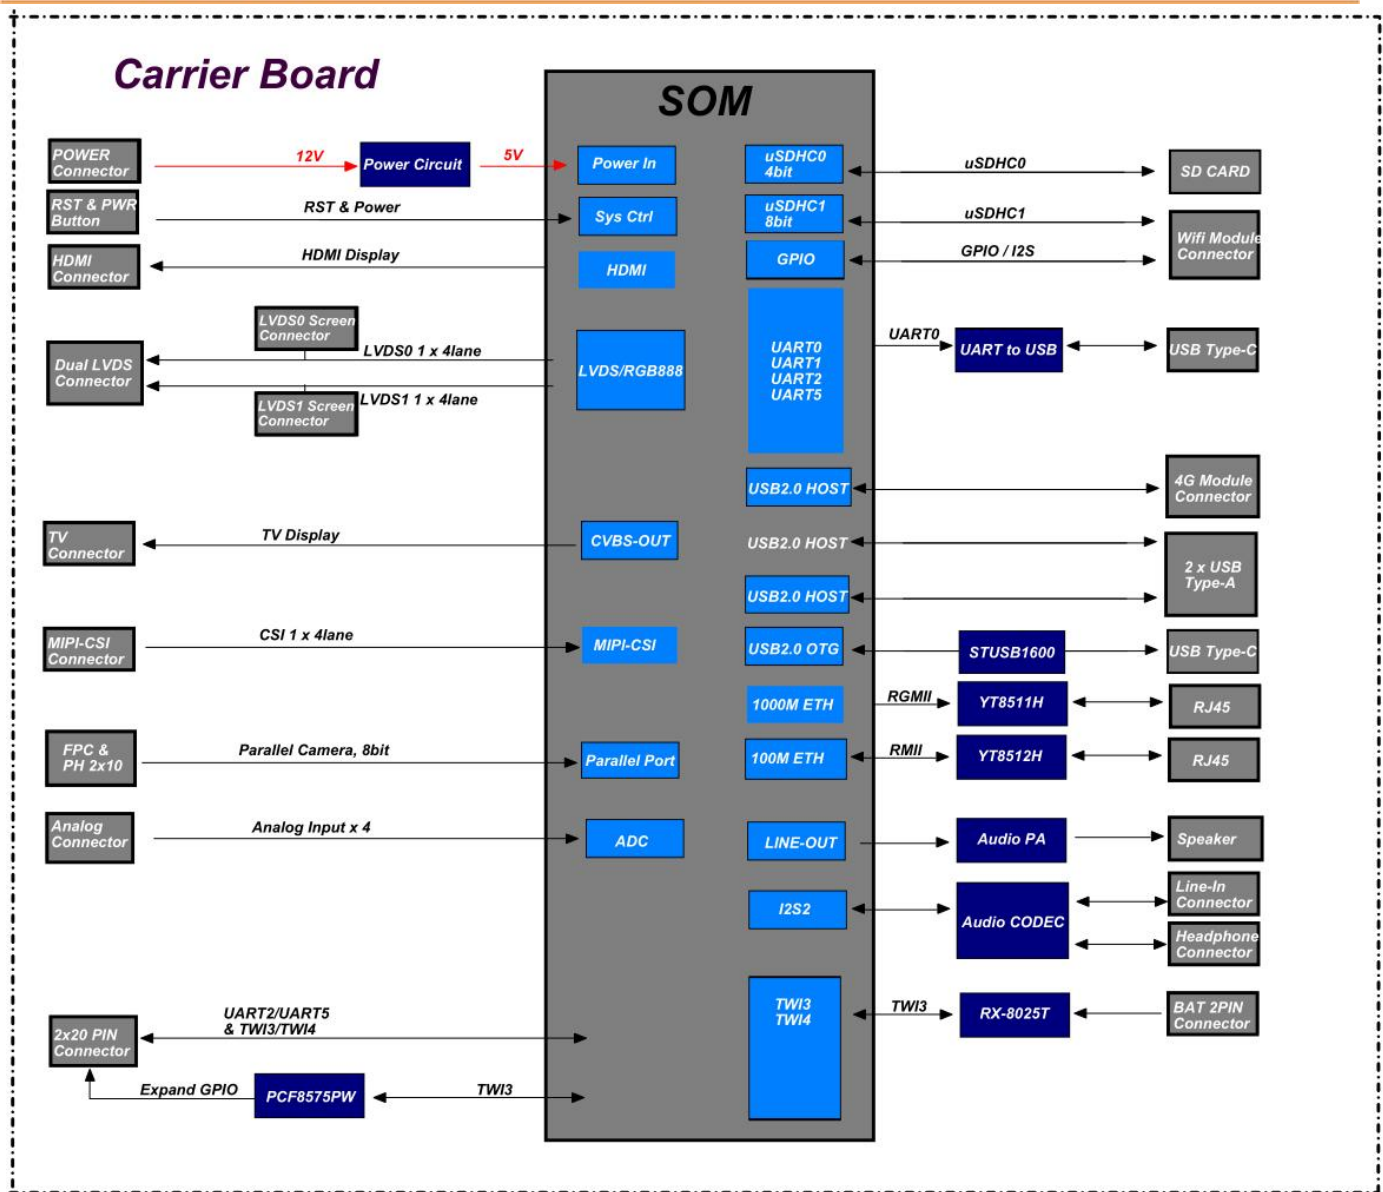 Carrier Board
SOM
POWER
Connector
12V
Power Circuit
5V
Power In
uSDHC0
4bit
uSDHC0
SD CARD
RST & PWR
Button
RST & Power
Sys Ctrl
uSDHC1
8bit
uSDHC1
Wifi Module
Connector
HDMI
Connector
HDMI Display
HDMI
GPIO
GPIO / I2S
LVDS0 Screen
Connector
Dual LVDS
Connector
LVDS0 1 x 4lane
LVDS1 1 x 4lane
LVDS1 Screen
Connector
LVDS/RGB888
UART0
UART1
UART2
UART5
UART0
UART to USB
USB Type-C
USB2.0 HOST
4G Module
Connector
TV
Connector
TV Display
CVBS-OUT
USB2.0 HOST
2 x USB
Type-A
USB2.0 HOST
MIPI-CSI
Connector
CSI 1 x 4lane
MIPI-CSI
USB2.0 OTG
STUSB1600
USB Type-C
1000M ETH
RGMII
YT8511H
RJ45
FPC &
PH 2x10
Parallel Camera, 8bit
Parallel Port
100M ETH
RMII
YT8512H
RJ45
Analog
Connector
Analog Input x 4
ADC
LINE-OUT
Audio PA
Speaker
I2S2
Audio CODEC
Line-In
Connector
Headphone
Connector
2x20 PIN
Connector
UART2/UART5
& TWI3/TWI4
TWI3
TWI4
TWI3
RX-8025T
BAT 2PIN
Connector
Expand GPIO
PCF8575PW
TWI3